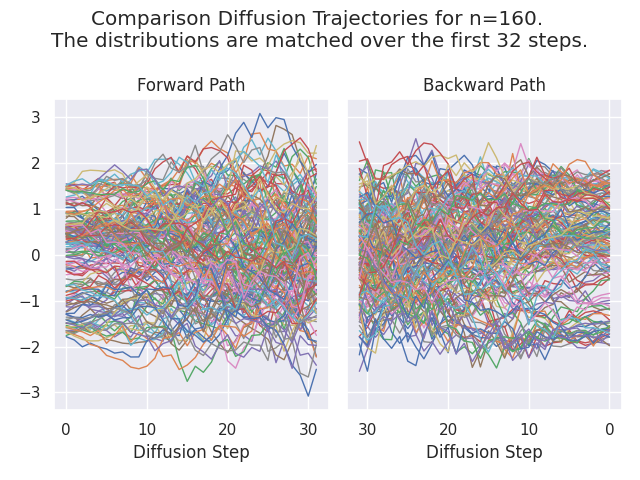 Comparison Diffusion Trajectories for n=160.
The distributions are matched over the first 32 steps.
Forward Path
Backward Path
3
2
1
0
−1
−2
−3
0 10 20 30
30 20 10 0
Diffusion Step
Diffusion Step